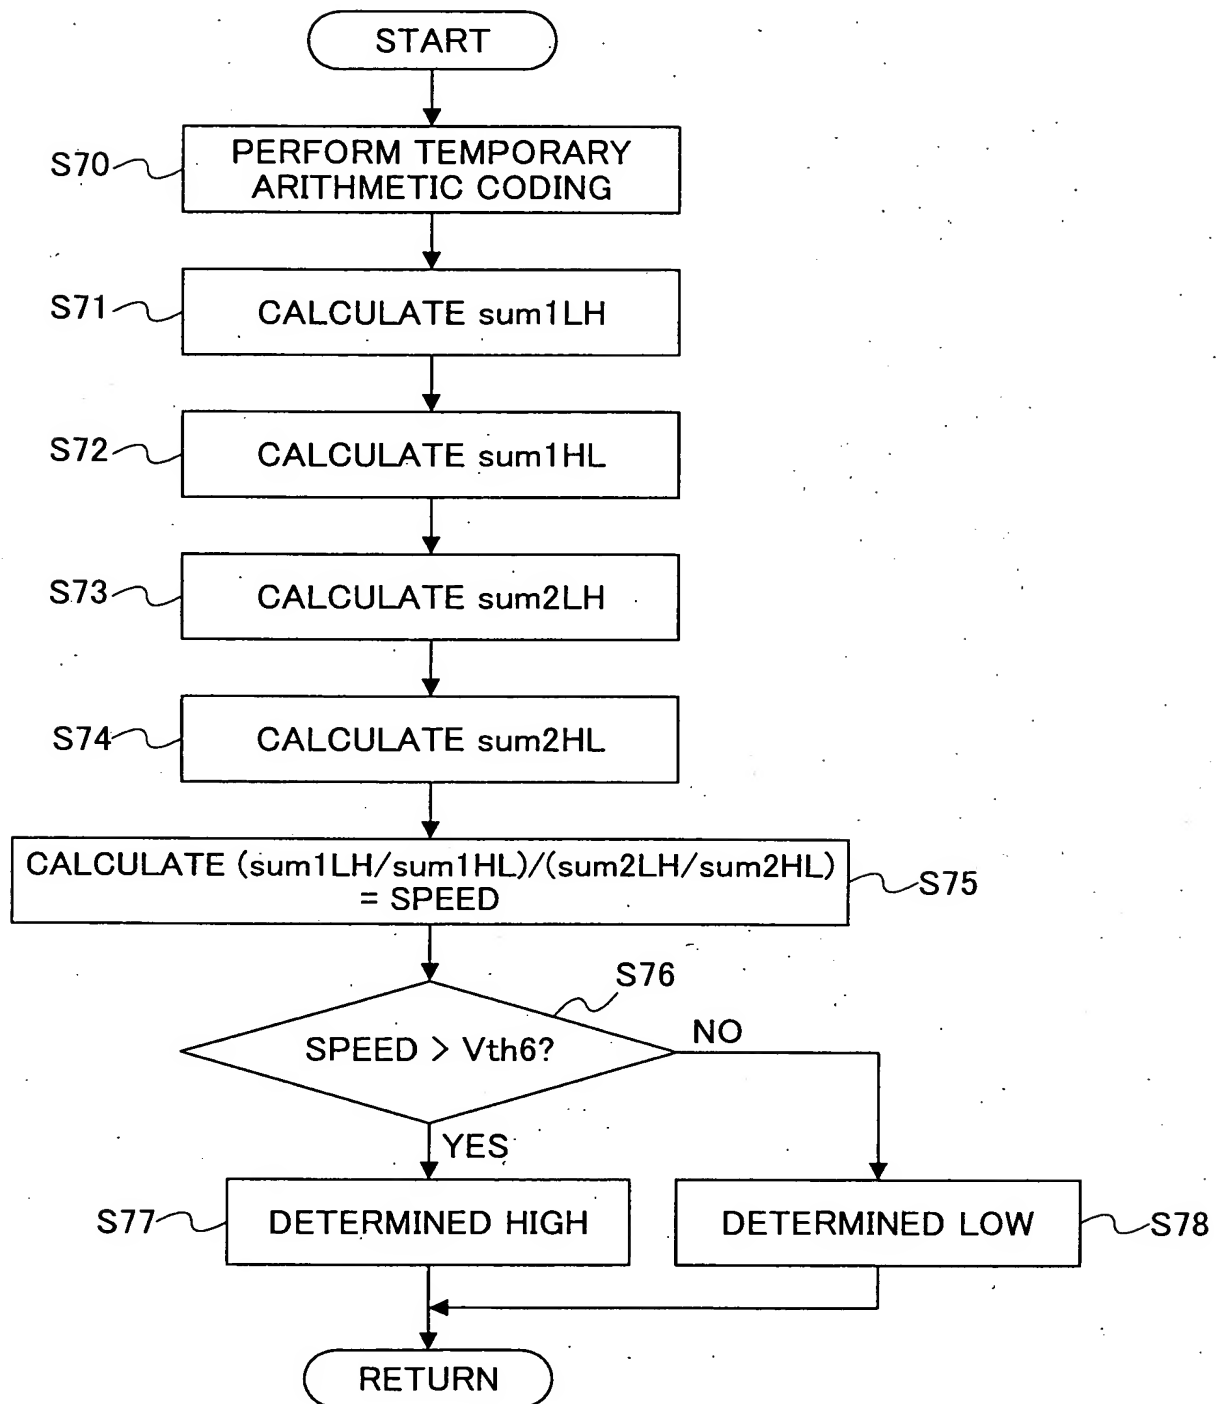 START
S70
PERFORM TEMPORARY
ARITHMETIC CODING
S71
CALCULATE sum1LH
S72
CALCULATE sum1HL
S73
CALCULATE sum2LH
S74
CALCULATE sum2HL
CALCULATE (sum1LH/sum1HL)/(sum2LH/sum2HL)
= SPEED
S75
S76
SPEED > Vth6?
NO
YES
S77
DETERMINED HIGH
DETERMINED LOW
S78
RETURN